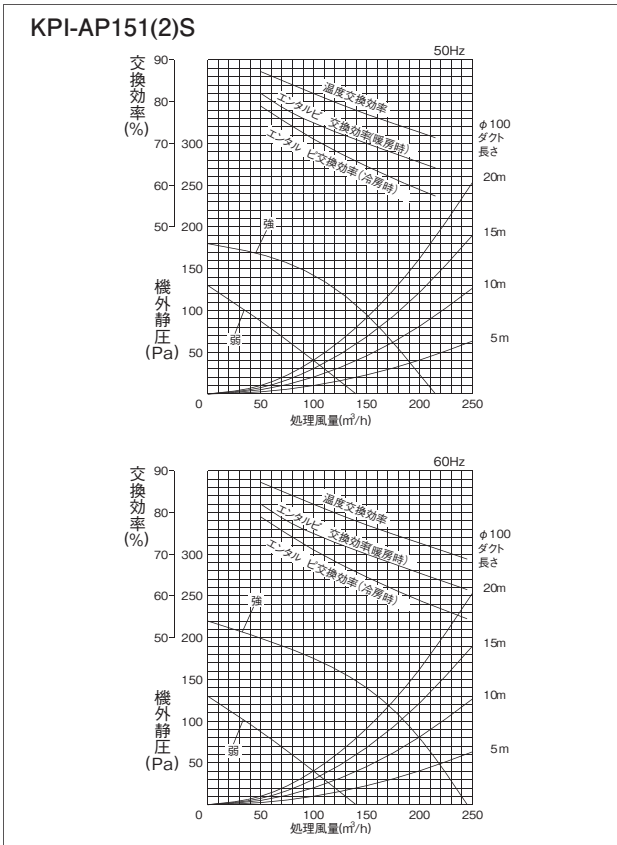 KPI-AP151(2)S
50Hz
交換効率(%)
90
80
70
60
50
機外静圧(Pa)
300
250
200
150
100
50
温度交換効率
エンタルピ 交換効率(暖房時)
エンタル ピ交換効率(冷房時)
強
弱
φ100
ダクト
長さ
20m
15m
10m
5m
0 50 100 150 200 250
処理風量(m³/h)
60Hz
交換効率(%)
90
80
70
60
50
機外静圧(Pa)
300
250
200
150
100
50
温度交換効率
エンタルピ 交換効率(暖房時)
エンタル ピ交換効率(冷房時)
強
弱
φ100
ダクト
長さ
20m
15m
10m
5m
0 50 100 150 200 250
処理風量(m³/h)